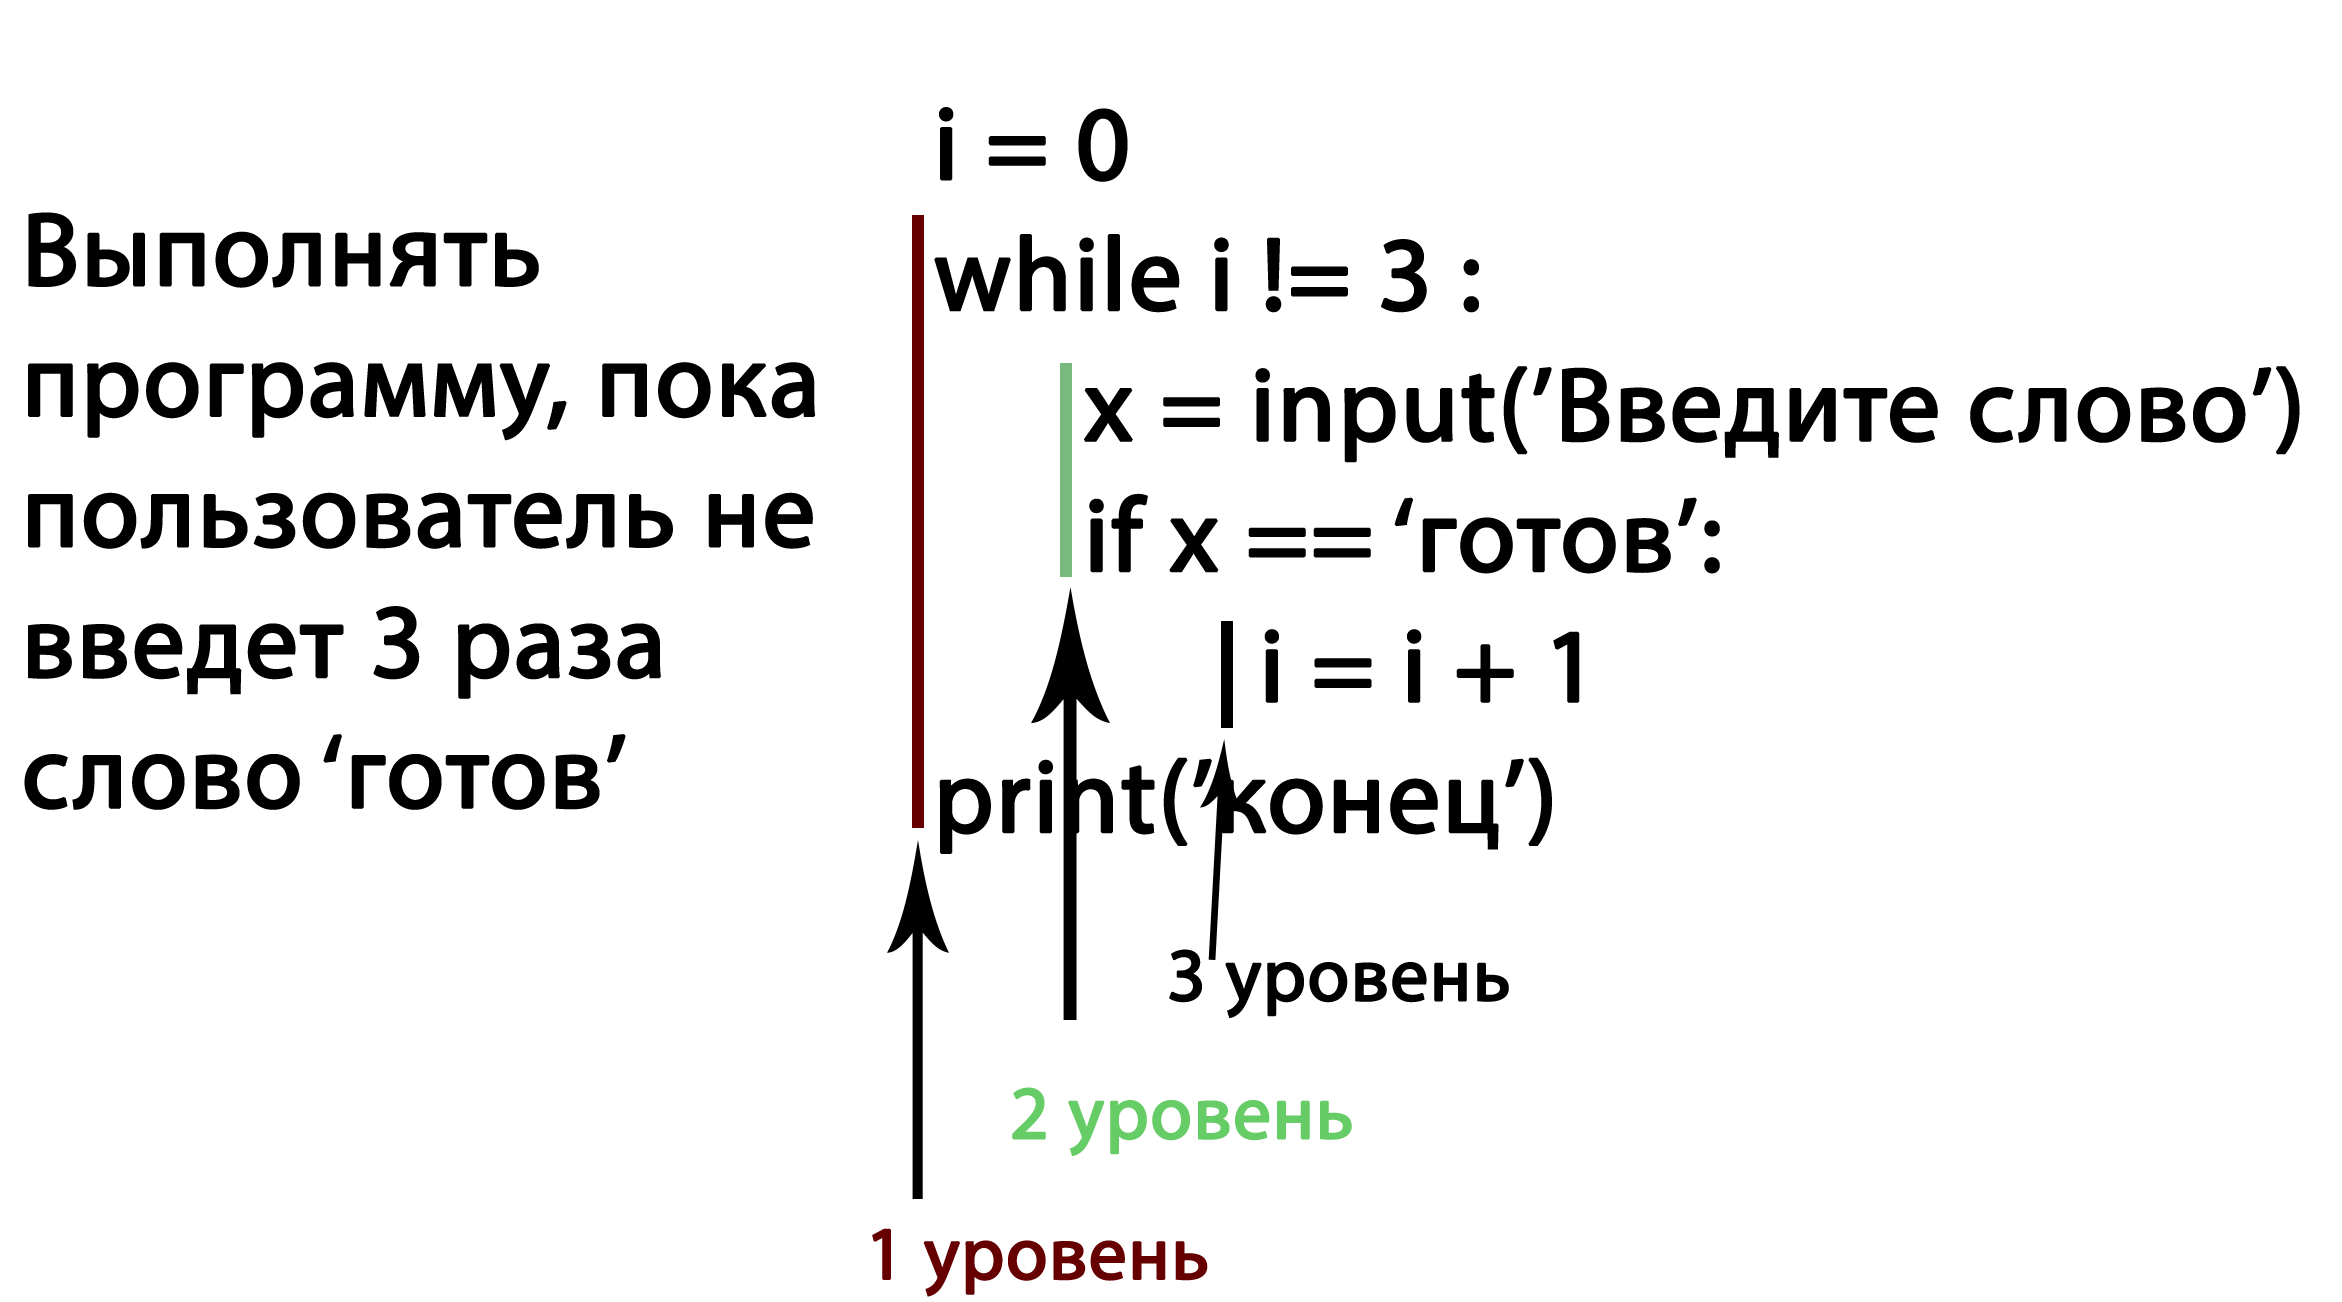 Выполнять
программу, пока
пользователь не
введет 3 раза
слово ‘готов’
i = 0
while i != 3 :
x = input(’Введите слово’)
if x == ‘готов’:
i = i + 1
print(’конец’)
3 уровень
2 уровень
1 уровень